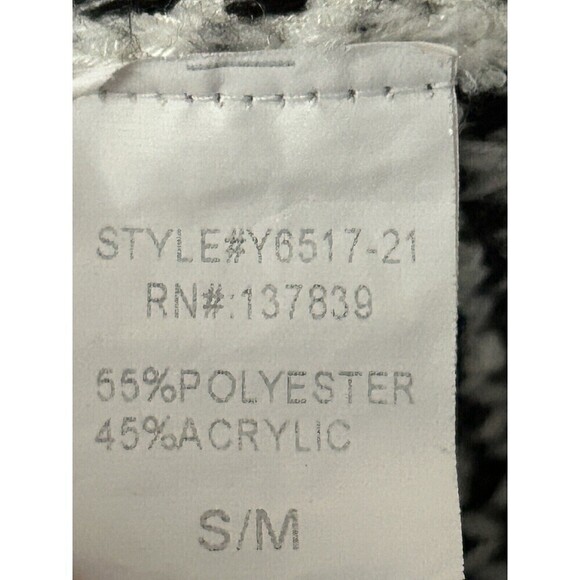 STYLE#Y6517-21
RN#:137839
55%POLYESTER
45%ACRYLIC
S/M